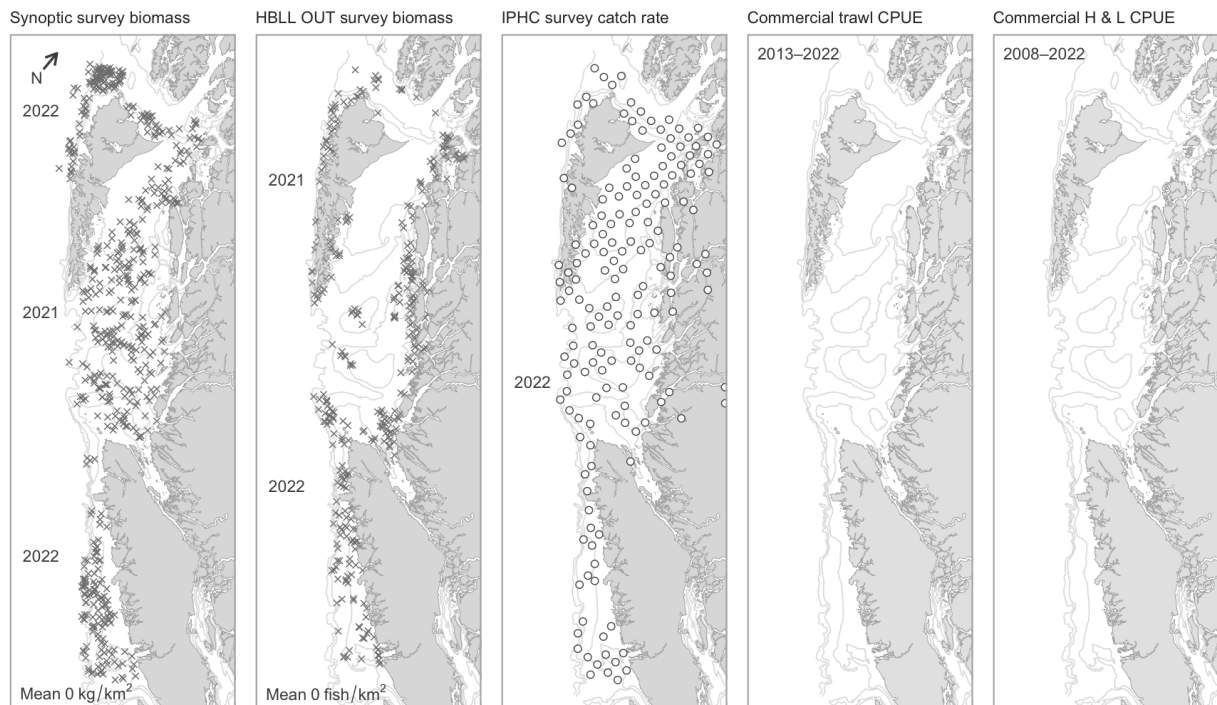 Synoptic survey biomass
HBLL OUT survey biomass
IPHC survey catch rate
Commercial trawl CPUE
Commercial H & L CPUE
N
2022
2021
2022
Mean 0 kg/km²
2021
2022
Mean 0 fish/km²
2022
2013–2022
2008–2022